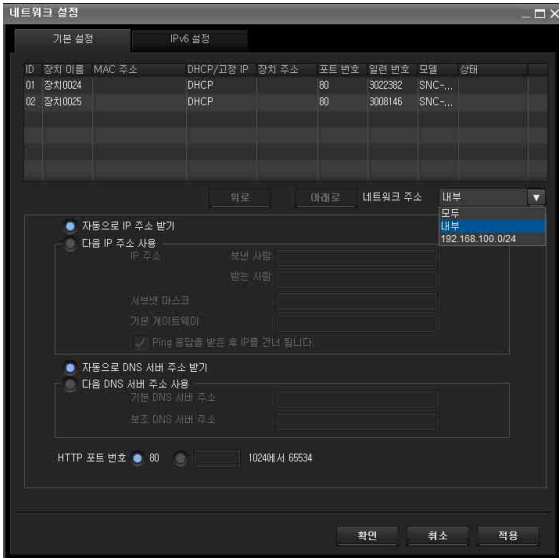 네트워크 설정
기본 설정 IPv6 설정
ID 장치 이름 MAC 주소 DHCP/고정 IP 장치 주소 포트 번호 일련 번호 모델 상태
01 장치0024 DHCP 80 3022382 SNC-...
02 장치0025 DHCP 80 3008146 SNC-...
위로 아래로 네트워크 주소 내부
모두
내부
192.168.100.0/24
자동으로 IP 주소 받기
다음 IP 주소 사용
IP 주소 보낸 사람
받는 사람
서브넷 마스크
기본 게이트웨이
Ping 응답을 받은 후 IP를 건너 뜁니다.
자동으로 DNS 서버 주소 받기
다음 DNS 서버 주소 사용
기본 DNS 서버 주소
보조 DNS 서버 주소
HTTP 포트 번호 80 1024에서 65534
확인 취소 적용